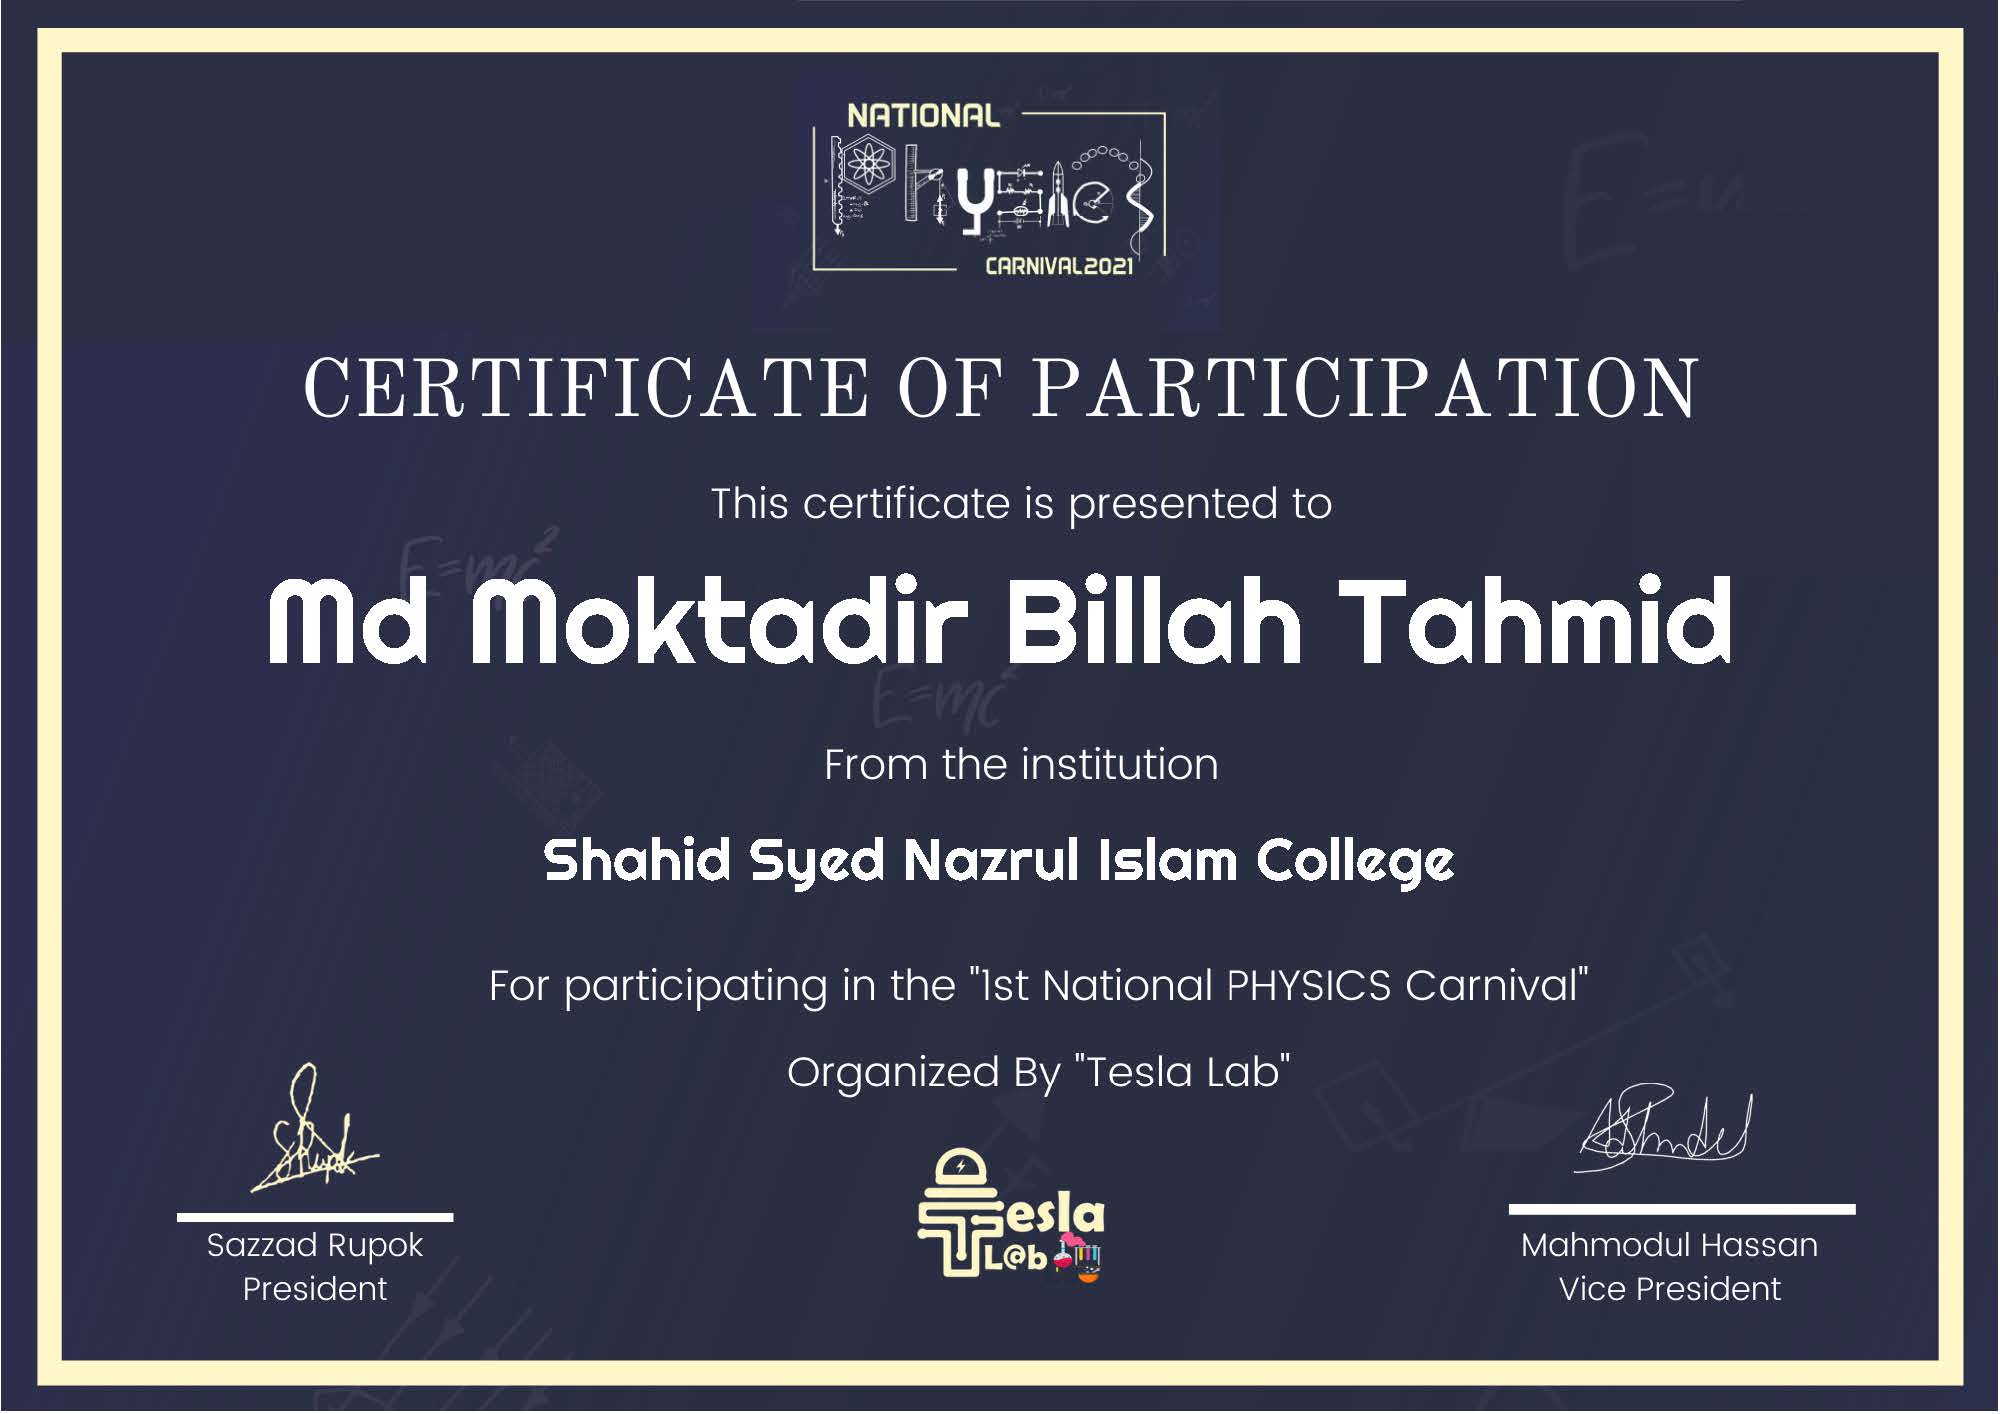 NATIONAL
Physics
CARNIVAL2021
CERTIFICATE OF PARTICIPATION
This certificate is presented to
E=mc²
Md Moktadir Billah Tahmid
E=mc²
From the institution
Shahid Syed Nazrul Islam College
For participating in the "1st National PHYSICS Carnival"
Organized By "Tesla Lab"
Tesla
L@b
Sazzad Rupok
President
Mahmodul Hassan
Vice President